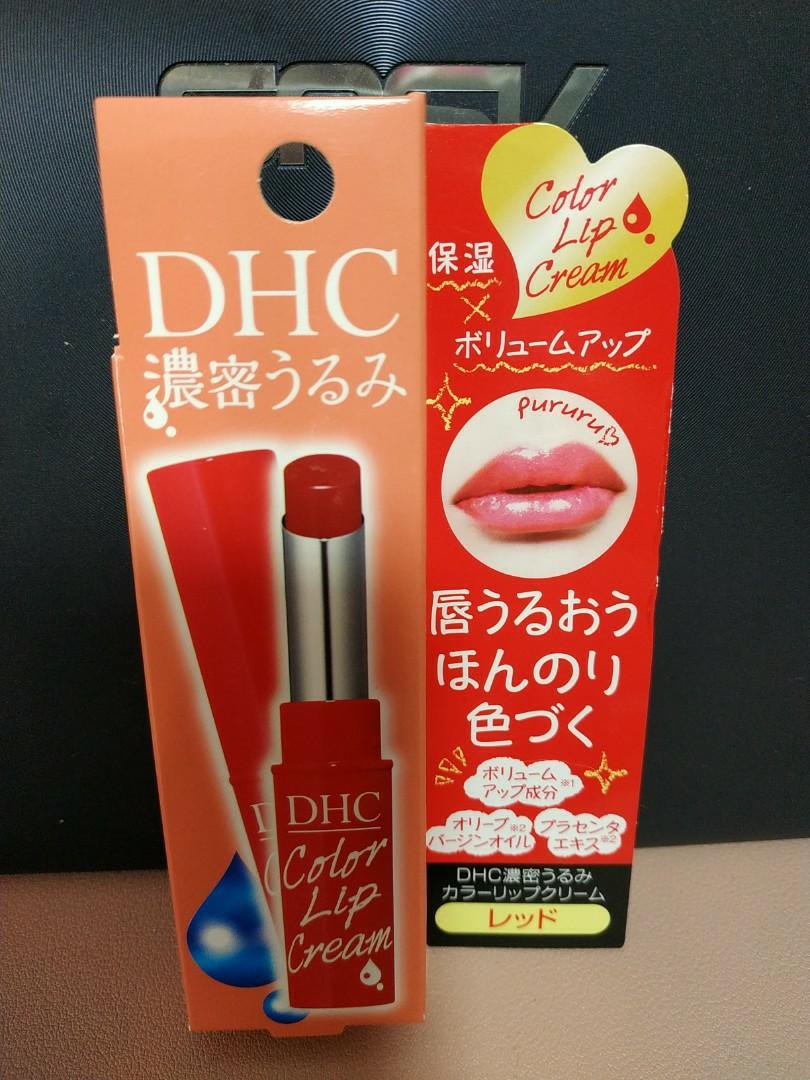 DHC
濃密うるみ
DHC
Color
Lip
Cream
Color
Lip
Cream
保湿
×
ボリュームアップ
pururu
唇うるおう
ほんのり
色づく
ボリューム
アップ成分※1
オリーブ※2
バージンオイル
プラセンタ
エキス※2
DHC濃密うるみ
カラーリップクリーム
レッド